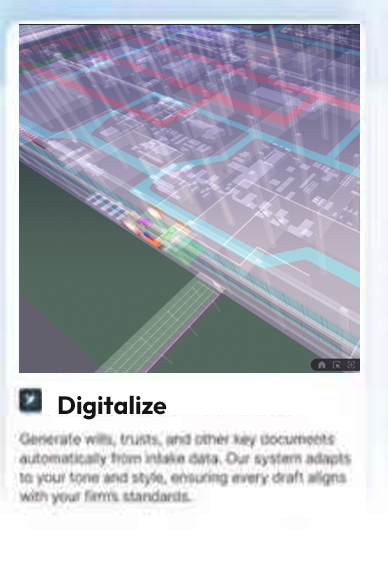 Digitalize
Generate wills, trusts, and other key documents
automatically from intake data. Our system adapts
to your tone and style, ensuring every draft aligns
with your firm's standards.